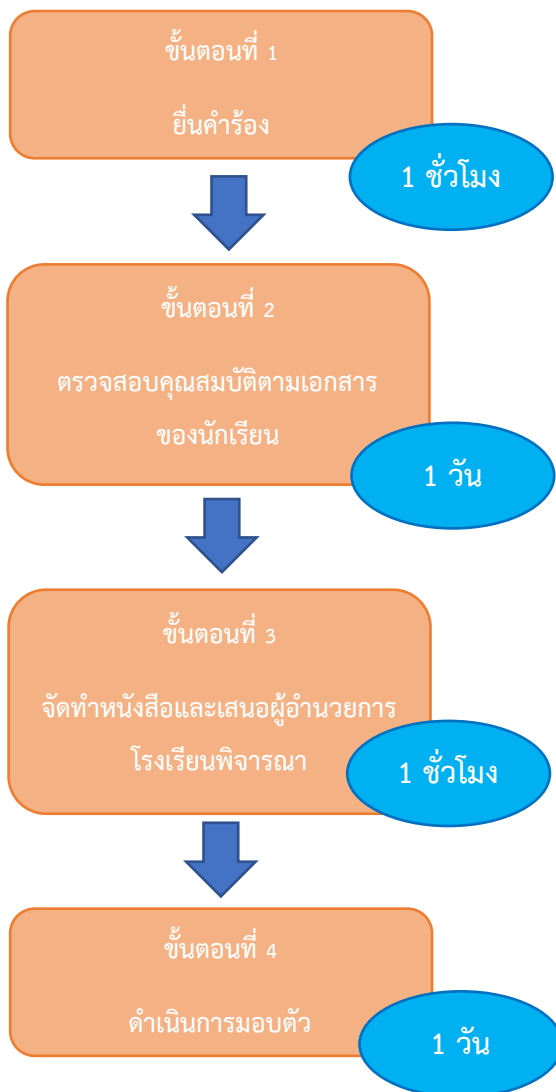 ขั้นตอนที่ 1
ยื่นคำร้อง
1 ชั่วโมง
ขั้นตอนที่ 2
ตรวจสอบคุณสมบัติตามเอกสาร
ของนักเรียน
1 วัน
ขั้นตอนที่ 3
จัดทำหนังสือและเสนอผู้อำนวยการ
โรงเรียนพิจารณา
1 ชั่วโมง
ขั้นตอนที่ 4
ดำเนินการมอบตัว
1 วัน